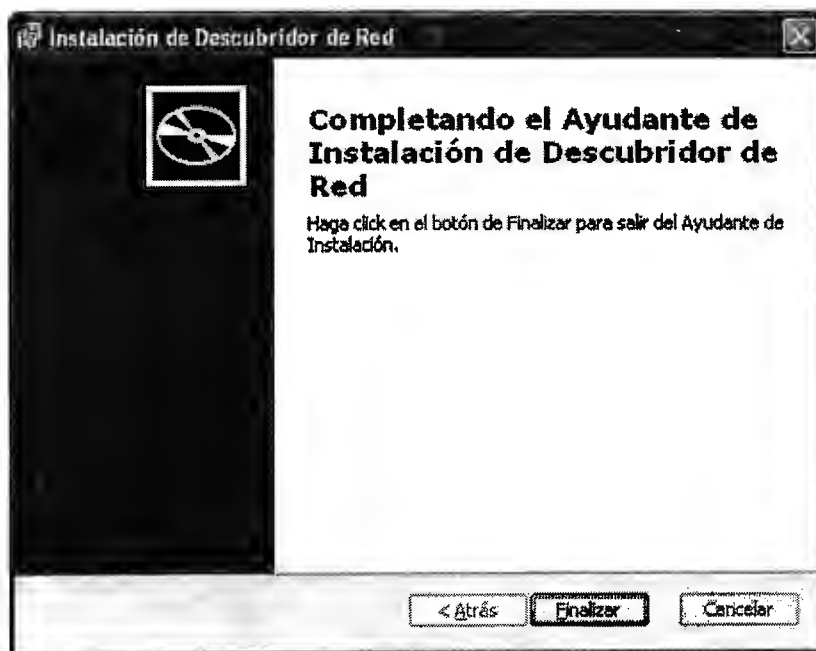 Instalación de Descubridor de Red
Completando el Ayudante de
Instalación de Descubridor de
Red
Haga click en el botón de Finalizar para salir del Ayudante de
Instalación.
< Atrás Finalizar Cancelar